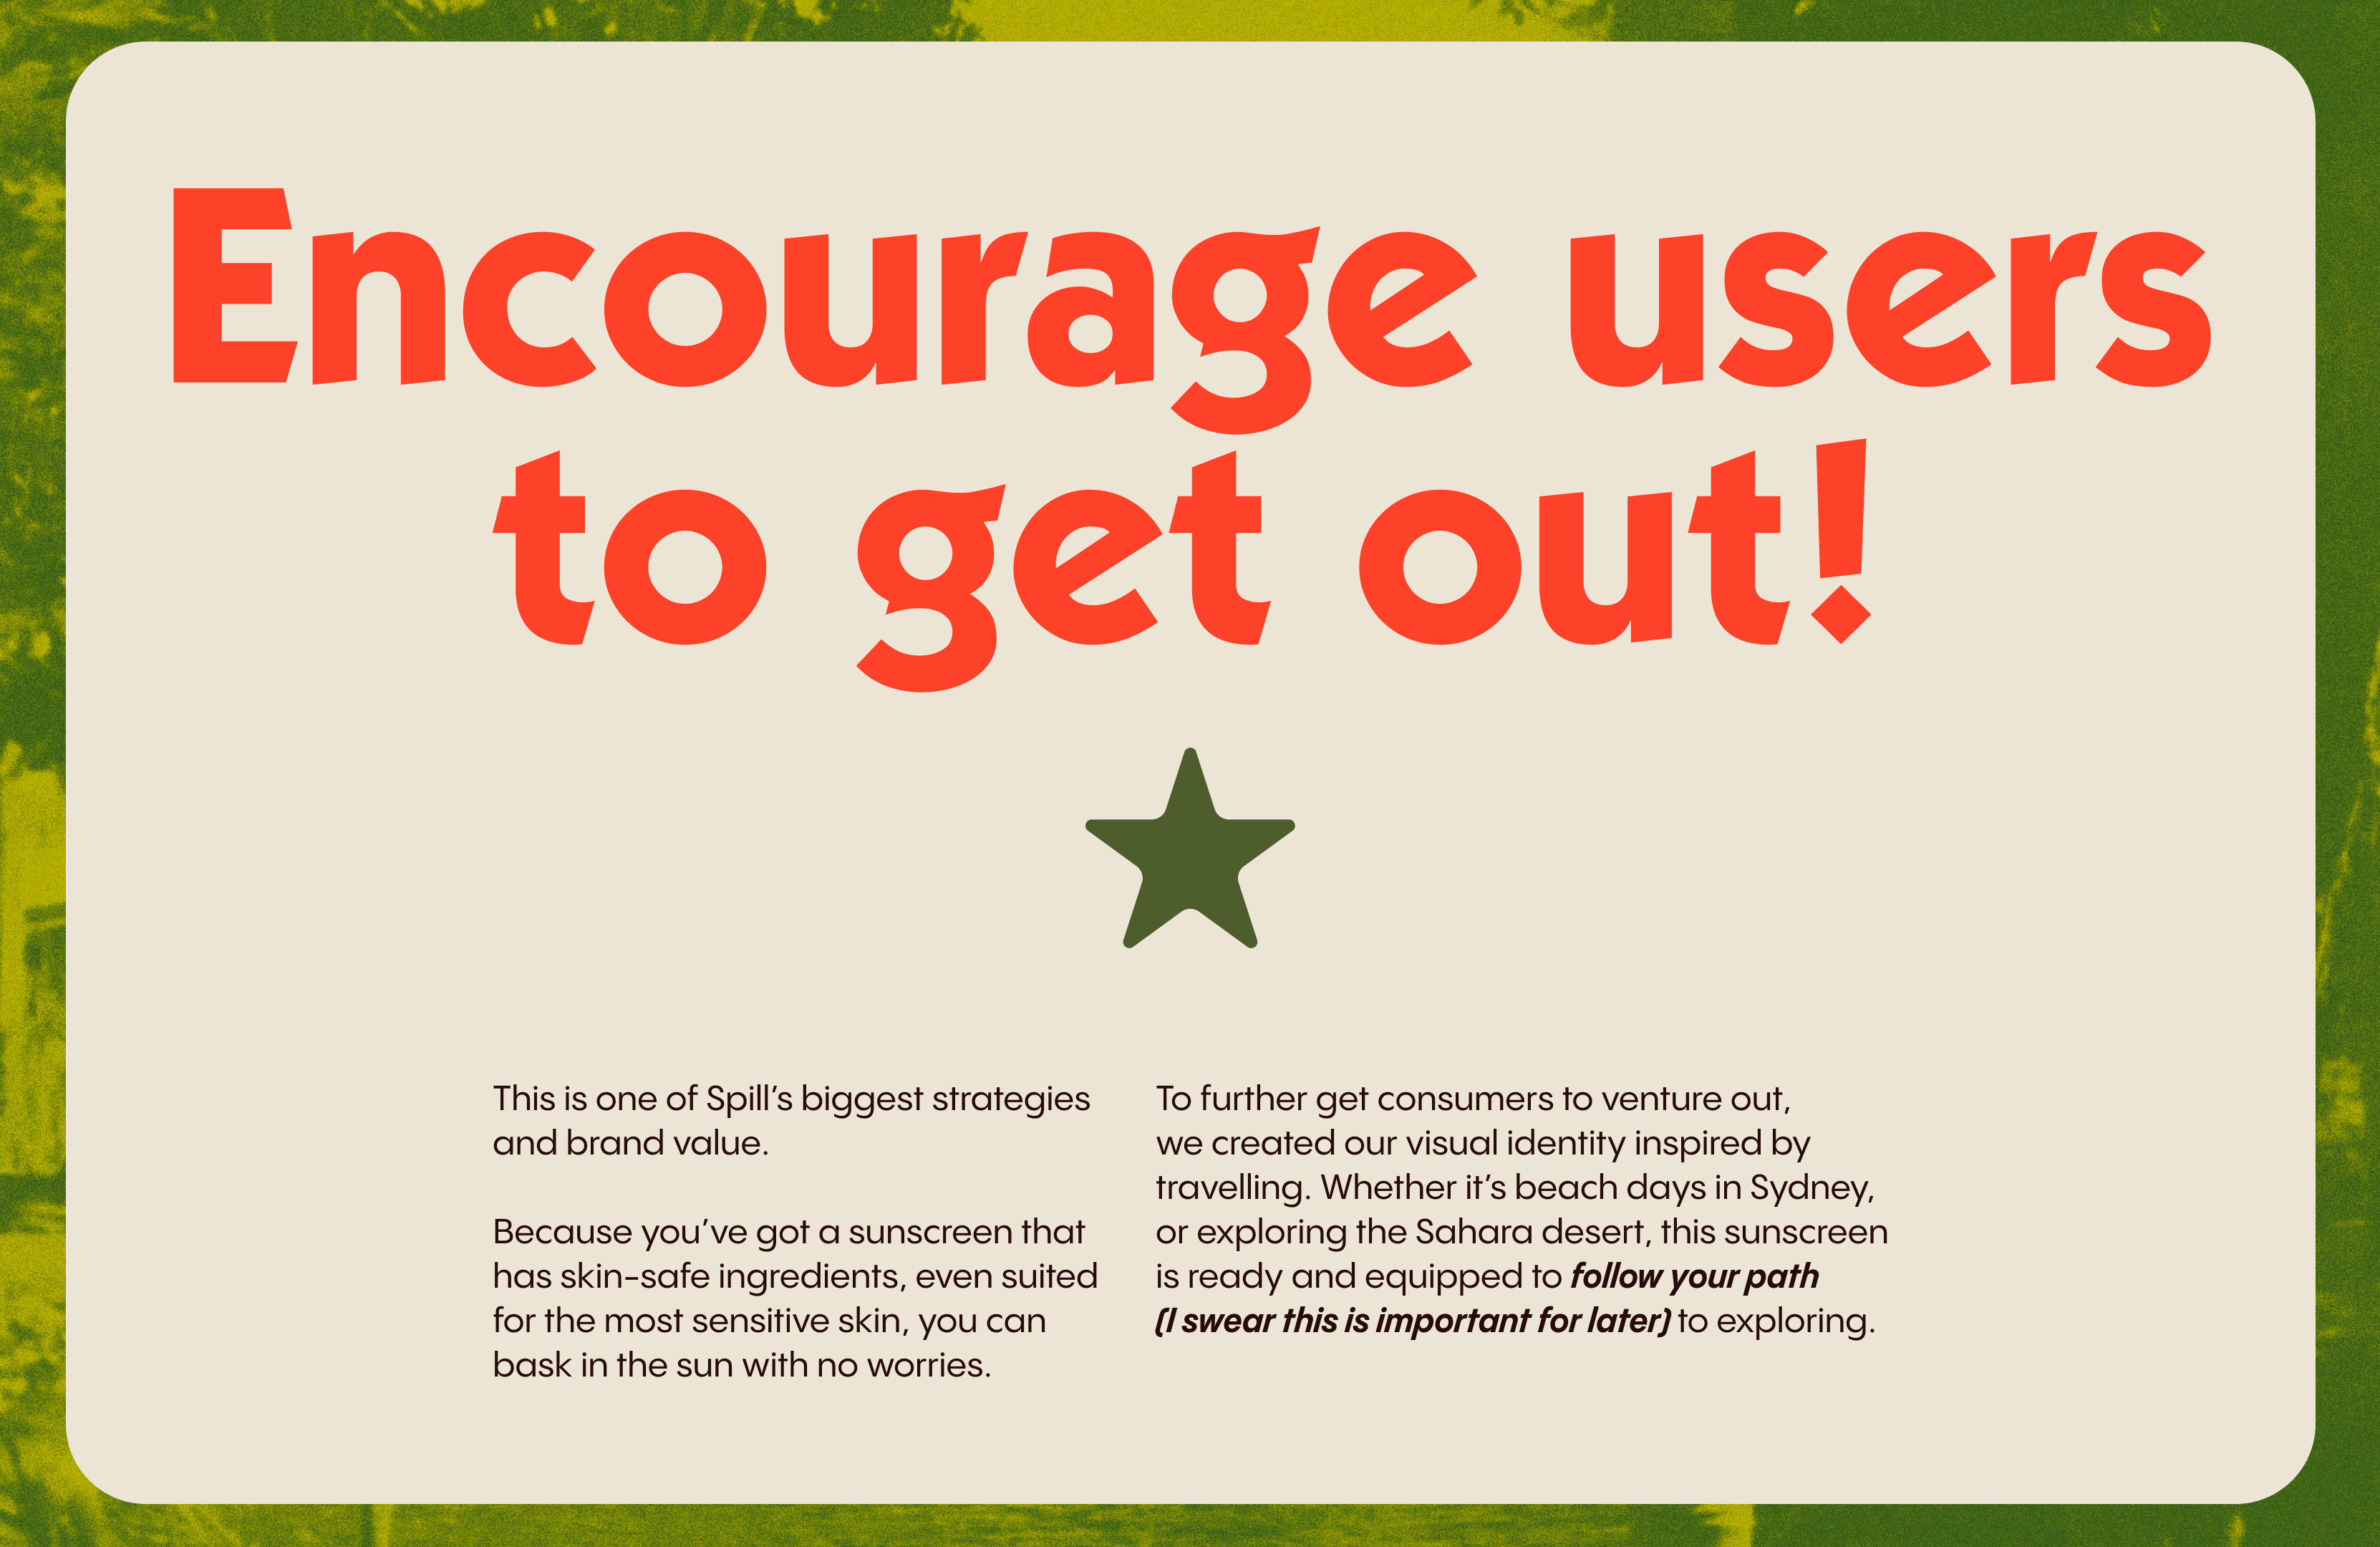 Encourage users
to get out!
This is one of Spill’s biggest strategies
and brand value.
Because you’ve got a sunscreen that
has skin-safe ingredients, even suited
for the most sensitive skin, you can
bask in the sun with no worries.
To further get consumers to venture out,
we created our visual identity inspired by
travelling. Whether it’s beach days in Sydney,
or exploring the Sahara desert, this sunscreen
is ready and equipped to follow your path
(I swear this is important for later) to exploring.